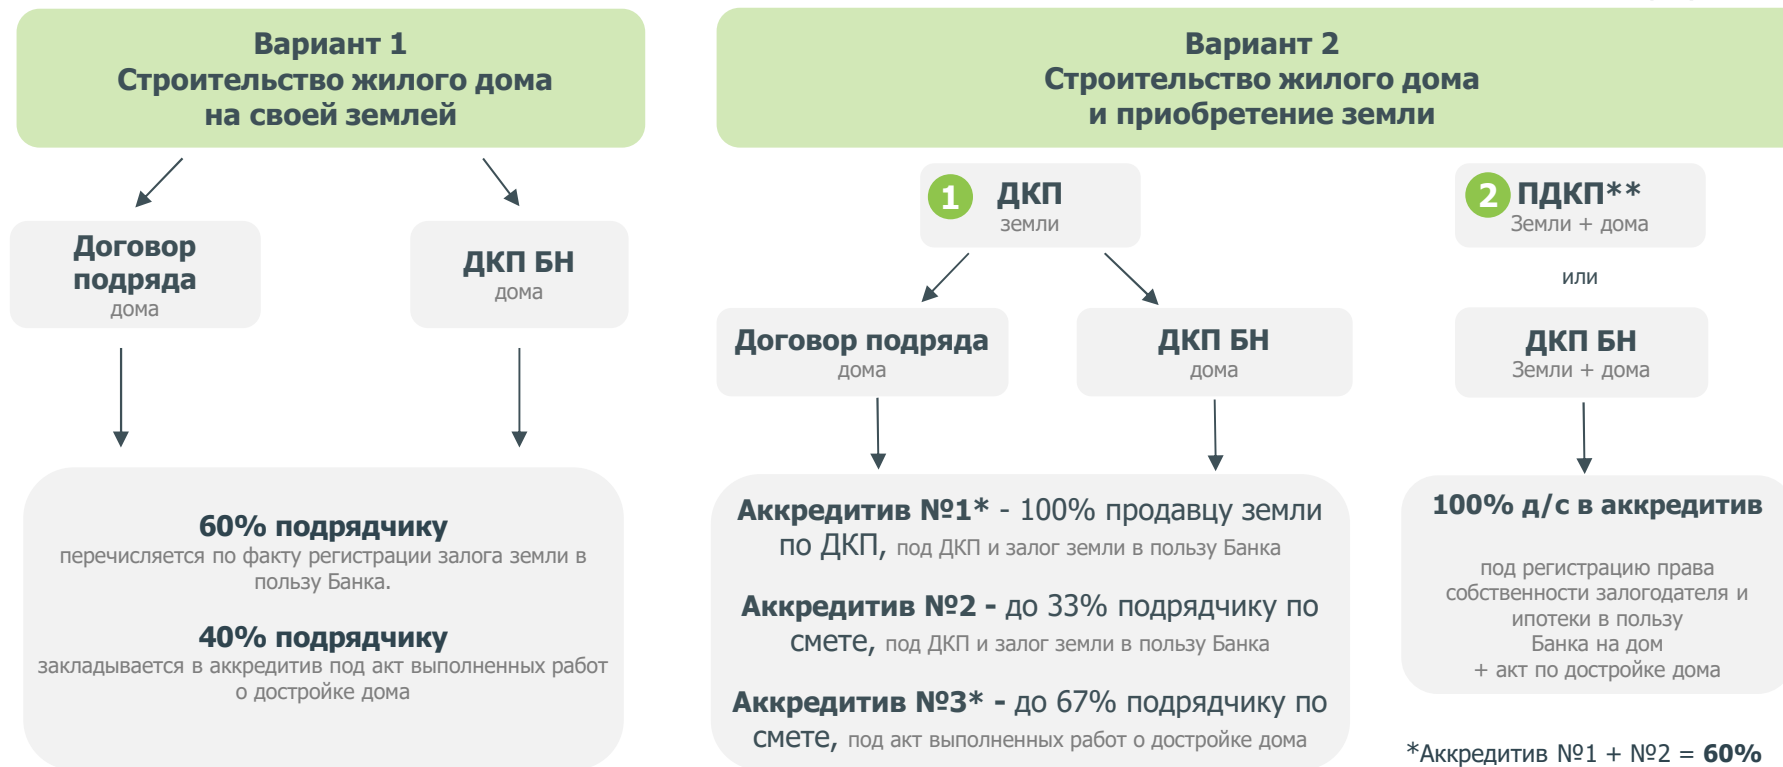 Вариант 1
Строительство жилого дома
на своей землей
Договор
подряда
дома
ДКП БН
дома
60% подрядчику
перечисляется по факту регистрации залога земли в
пользу Банка.
40% подрядчику
закладывается в аккредитив под акт выполненных работ
о достройке дома
Вариант 2
Строительство жилого дома
и приобретение земли
1 ДКП
земли
Договор подряда
дома
ДКП БН
дома
Аккредитив №1* - 100% продавцу земли
по ДКП, под ДКП и залог земли в пользу Банка
Аккредитив №2 - до 33% подрядчику по
смете, под ДКП и залог земли в пользу Банка
Аккредитив №3* - до 67% подрядчику по
смете, под акт выполненных работ о достройке дома
2 ПДКП**
Земли + дома
или
ДКП БН
Земли + дома
100% д/с в аккредитив
под регистрацию права
собственности залогодателя и
ипотеки в пользу
Банка на дом
+ акт по достройке дома
*Аккредитив №1 + №2 = 60%